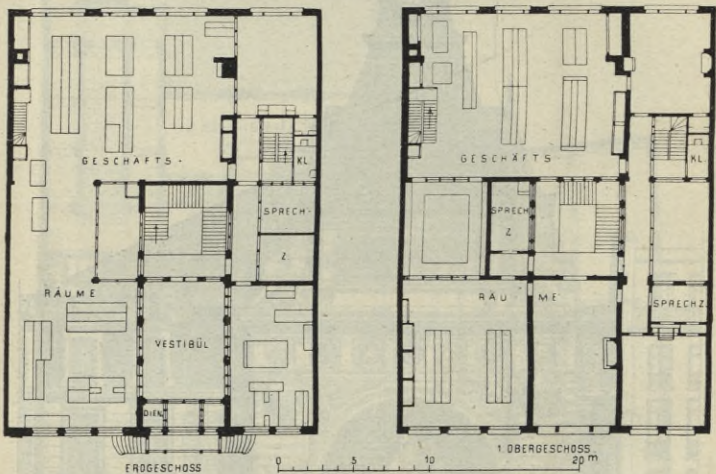 GESCHÄFTS-
KL.
SPRECH-
Z.
RÄUME
VESTIBÜL
DIEN.
ERDGESCHOSS
GESCHÄFTS
KL.
SPRECH
Z.
RÄU ME
SPRECHZ.
1. OBERGESCHOSS.
0 5 10 20 m